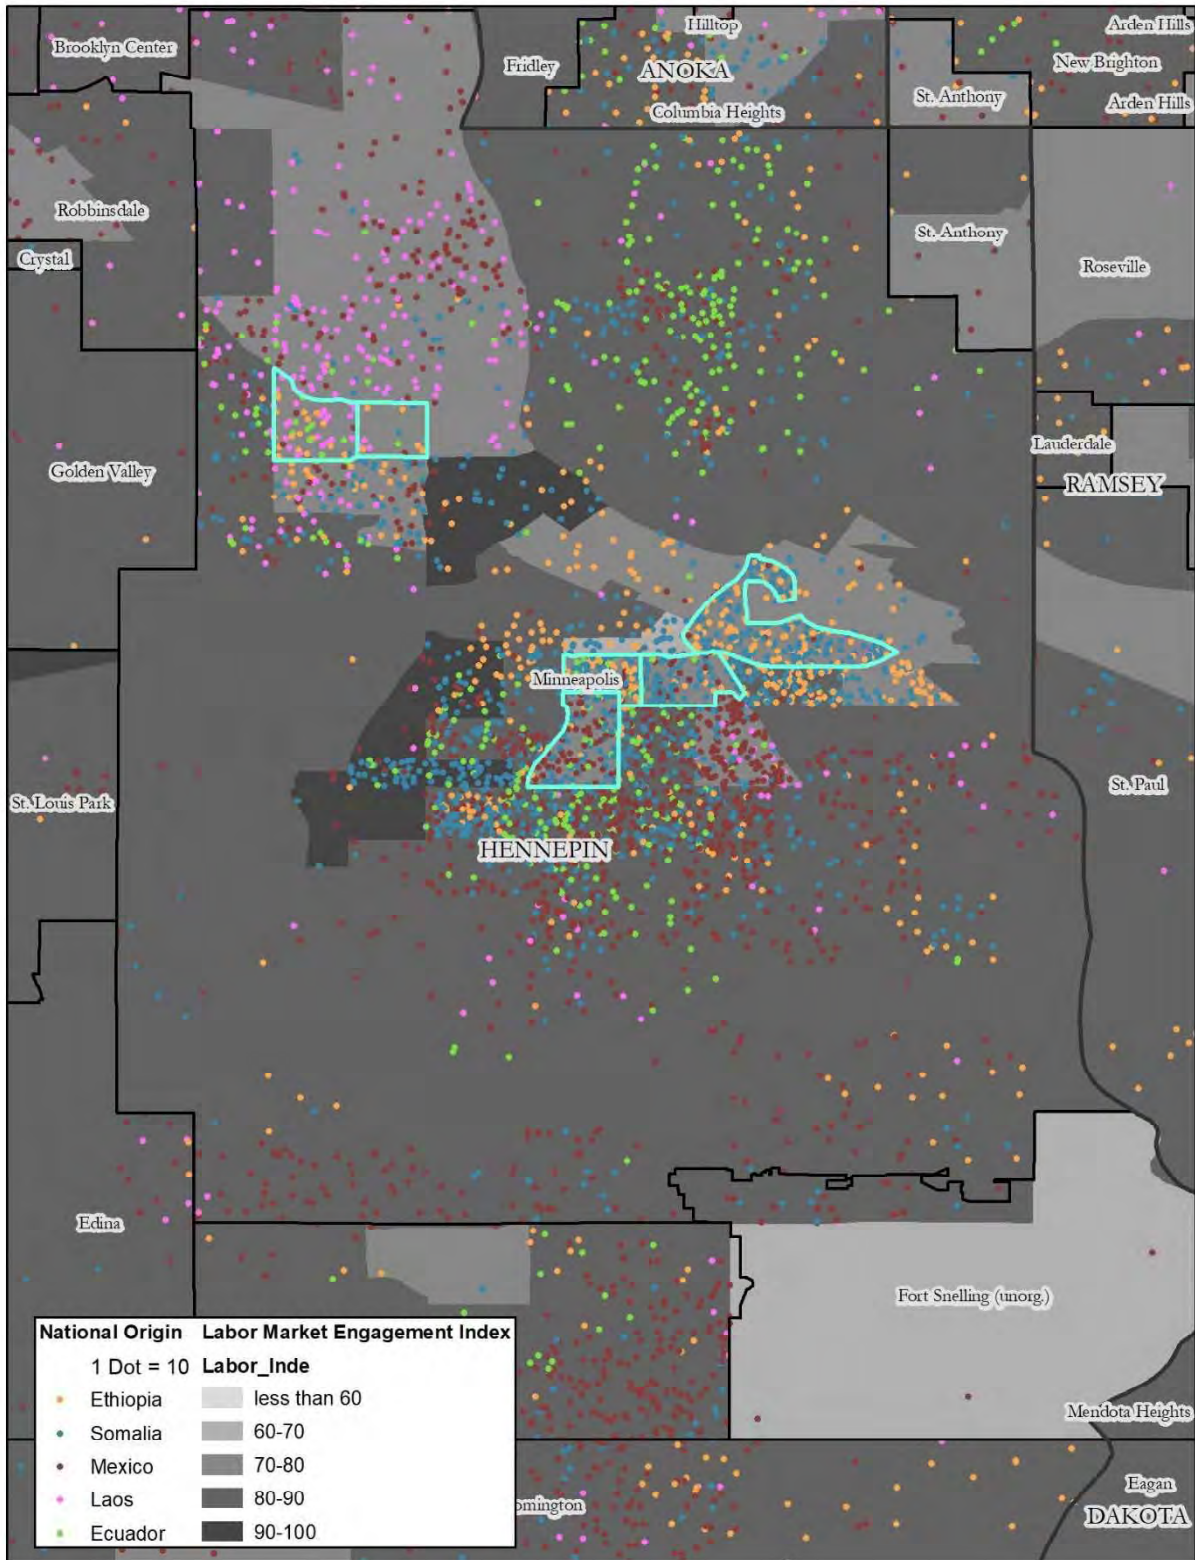 Hilltop
Arden Hills
Brooklyn Center
Fridley
ANOKA
New Brighton
St. Anthony
Arden Hills
Columbia Heights
Robbinsdale
St. Anthony
Crystal
Roseville
Lauderdale
Golden Valley
RAMSEY
Minneapolis
St. Louis Park
St. Paul
HENNEPIN
Edina
Fort Snelling (unorg.)
Mendota Heights
Eagan
DAKOTA
omington
National Origin Labor Market Engagement Index
1 Dot = 10 Labor_Inde
Ethiopia less than 60
Somalia 60-70
Mexico 70-80
Laos 80-90
Ecuador 90-100